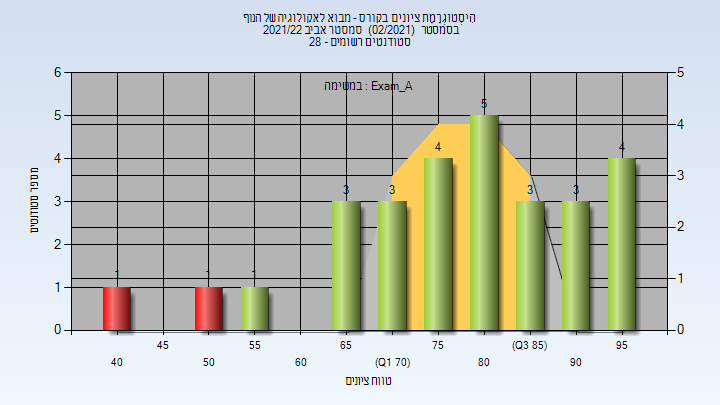 היסטוגרמת ציונים בקורס - מבוא לאקולוגיה של הנוף
בסמסטר (02/2021) סמסטר אביב 2021/22
סטודנטים רשומים - 28
במשימה : Exam_A
מספר סטודנטים
6 5 4 3 2 1 0
5 4 3 2 1 0
1 1 1 3 3 4 5 3 3 4
40 45 50 55 60 65 (Q1 70) 75 80 (Q3 85) 90 95
טווח ציונים